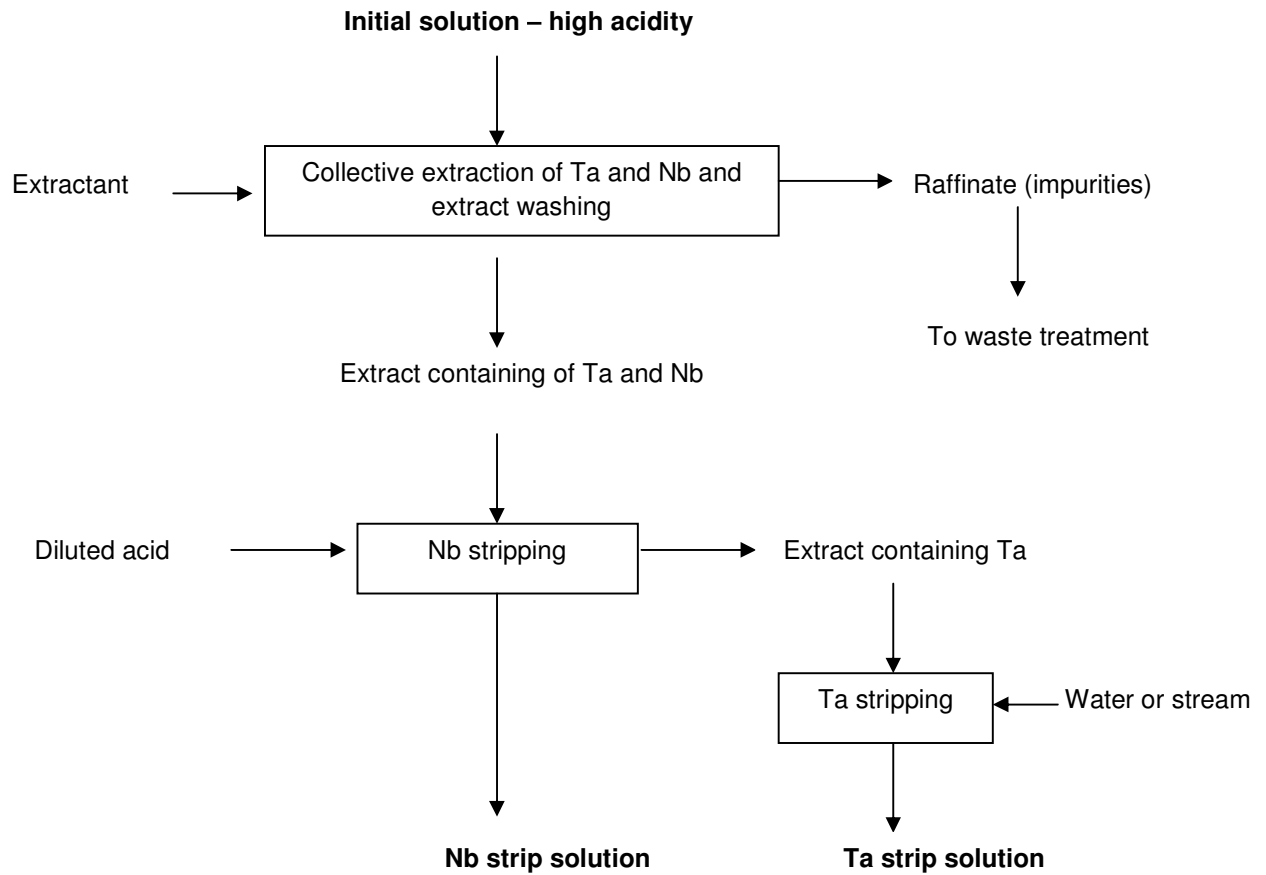 Initial solution – high acidity
Extractant
Collective extraction of Ta and Nb and
extract washing
Raffinate (impurities)
To waste treatment
Extract containing of Ta and Nb
Diluted acid
Nb stripping
Extract containing Ta
Ta stripping
Water or stream
Nb strip solution
Ta strip solution